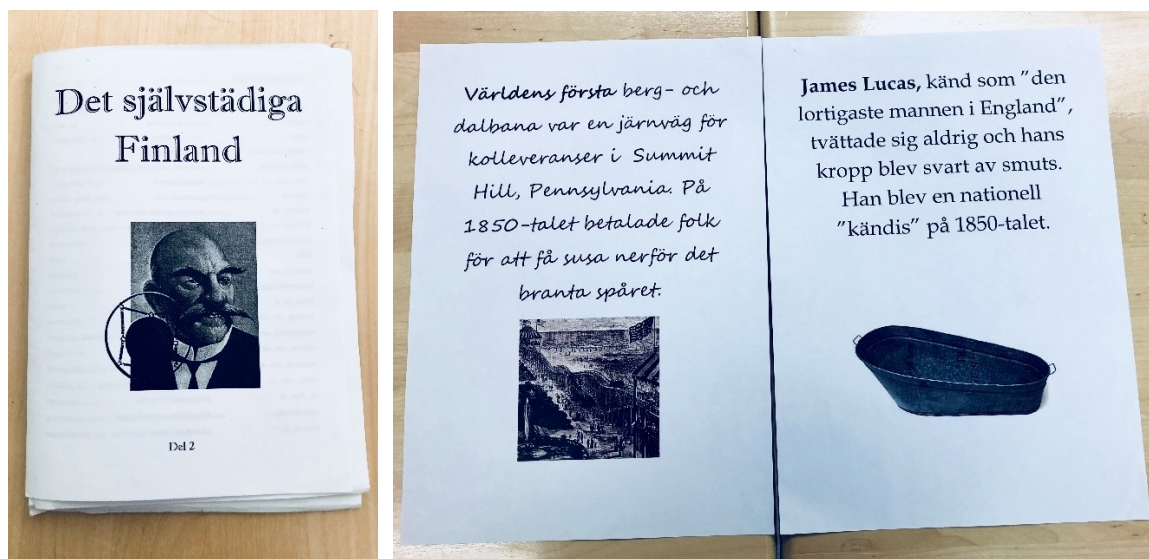 Det självstädiga
Finland
Del 2
Världens första berg- och
dalbana var en järnväg för
kolleveranser i Summit
Hill, Pennsylvania. På
1850-talet betalade folk
för att få susa nerför det
branta spåret.
James Lucas, känd som ”den
lortigaste mannen i England”,
tvättade sig aldrig och hans
kropp blev svart av smuts.
Han blev en nationell
”kändis” på 1850-talet.